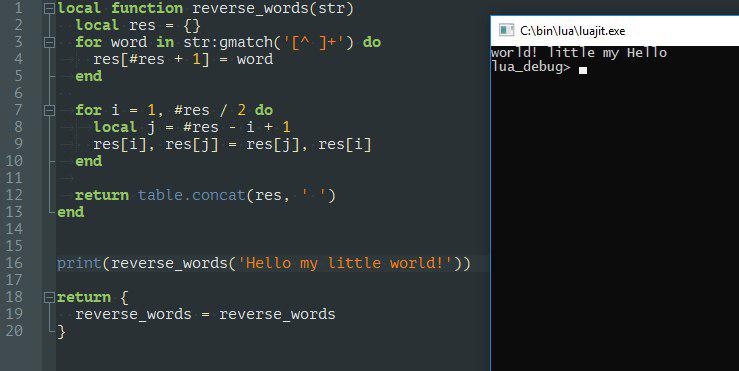 1 local function reverse_words(str)
2   local res = {}
3   for word in str:gmatch('[^ ]+') do
4     res[#res + 1] = word
5   end
6
7   for i = 1, #res / 2 do
8     local j = #res - i + 1
9     res[i], res[j] = res[j], res[i]
10   end
11
12   return table.concat(res, ' ')
13 end
14
15
16 print(reverse_words('Hello my little world!'))
17
18 return {
19   reverse_words = reverse_words
20 }
C:\bin\lua\luajit.exe
world! little my Hello
lua_debug>